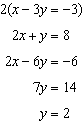 2(x − 3y = −3)
2x + y = 8
2x − 6y = −6
7y = 14
y = 2